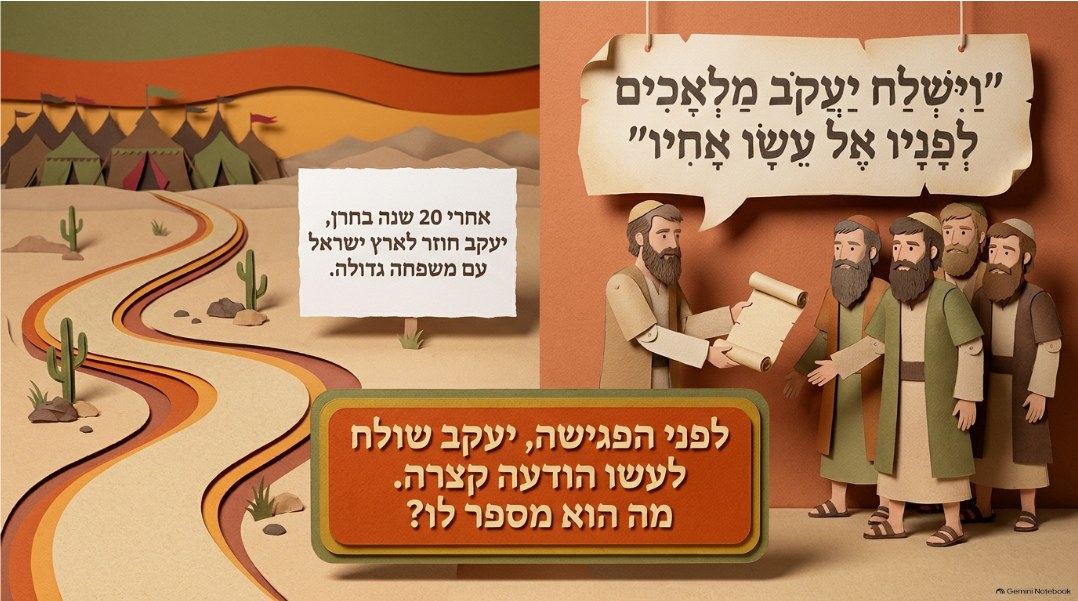 אחרי 20 שנה בחרן,
יעקב חוזר לארץ ישראל
עם משפחה גדולה.
"וַיִּשְׁלַח יַעֲקֹב מַלְאָכִים
לְפָנָיו אֶל עֵשָׂו אָחִיו"
לפני הפגישה, יעקב שולח
לעשו הודעה קצרה.
מה הוא מספר לו?
Gemini Notebook